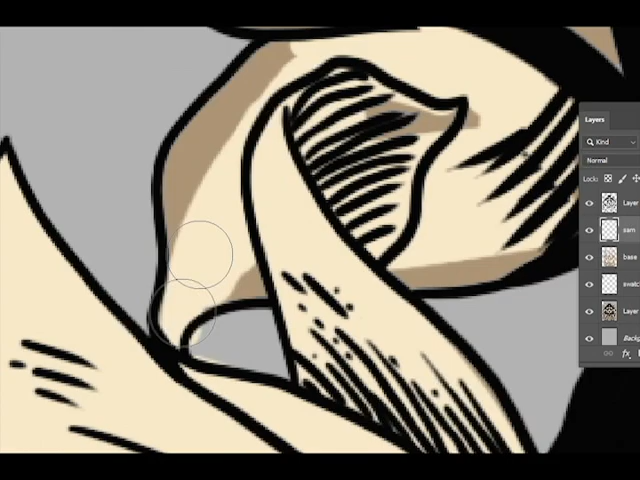 Layers
Kind
Normal
Lock:
Layer
sam
base
swatc
Layer
Backg
fx